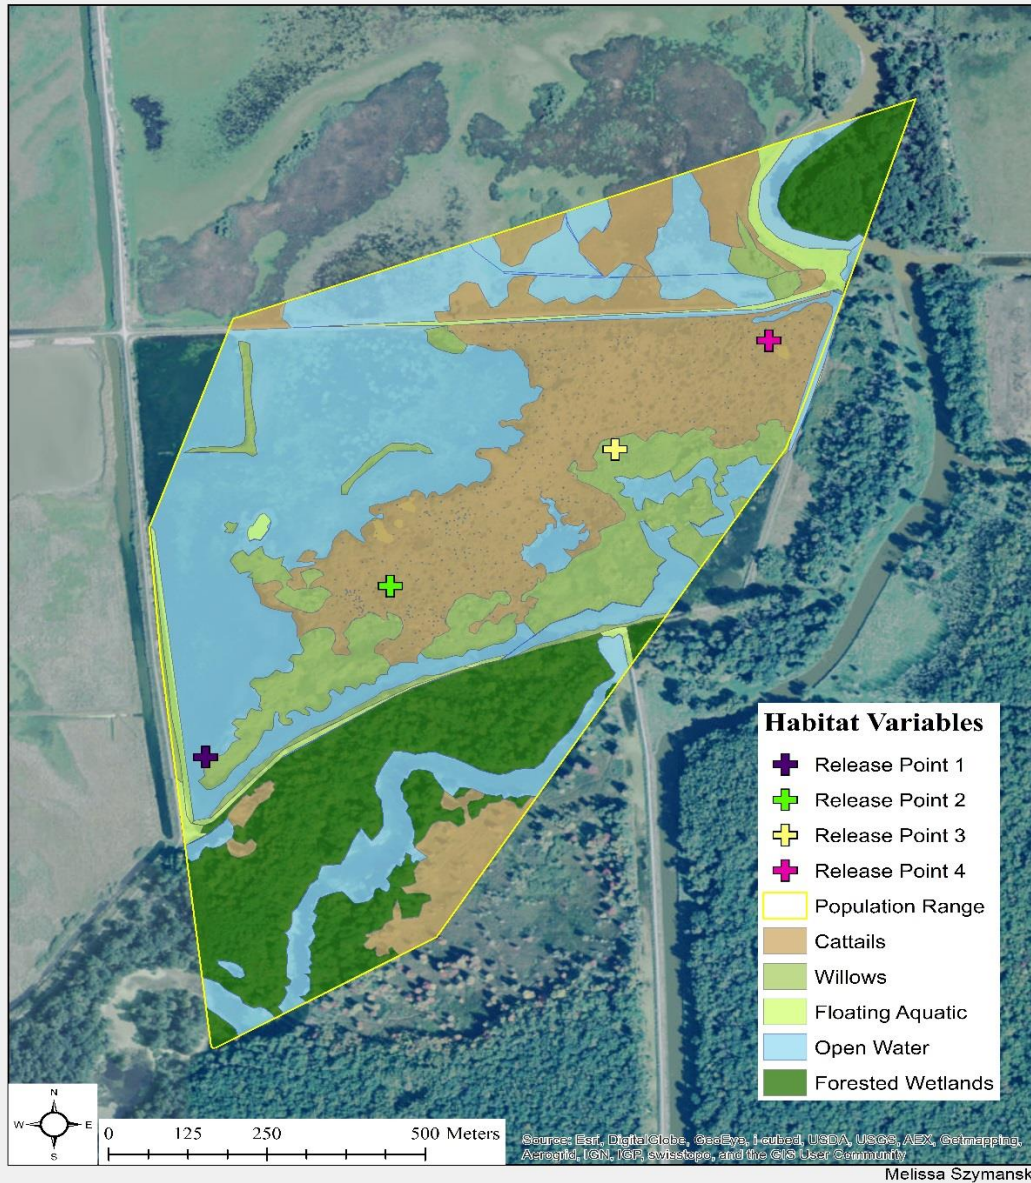 Habitat Variables
Release Point 1
Release Point 2
Release Point 3
Release Point 4
Population Range
Cattails
Willows
Floating Aquatic
Open Water
Forested Wetlands
N
W E
S
0 125 250 500 Meters
Source: Esri, DigitalGlobe, GeoEye, i-cubed, USDA, USGS, AEX, Getmapping,
Aerogrid, IGN, IGP, swisstopo, and the GIS User Community
Melissa Szymansk